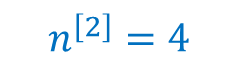 n^{[2]} = 4